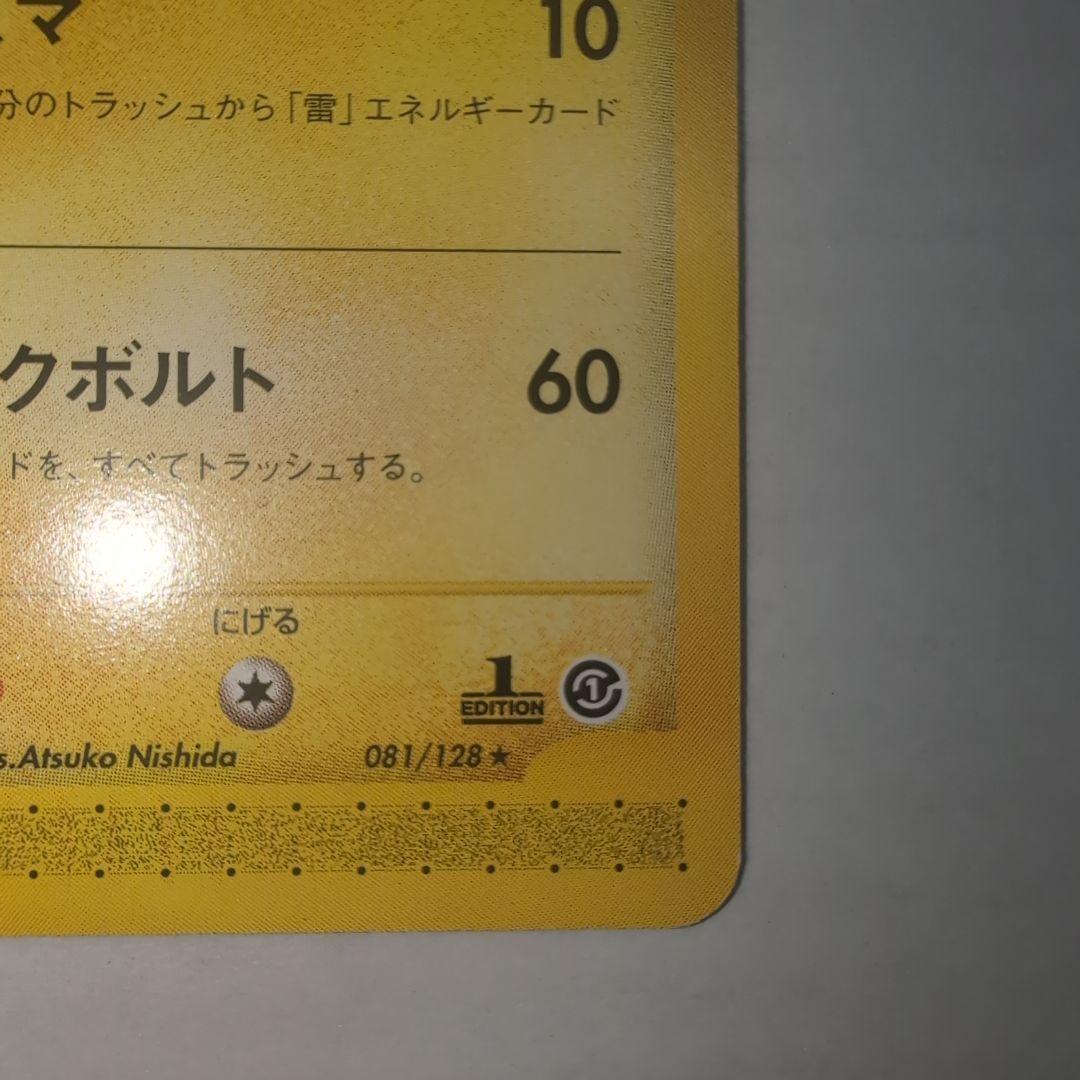 マ 10
分のトラッシュから「雷」エネルギーカード
クボルト 60
ドを、すべてトラッシュする。
にげる
1
EDITION
1
s.Atsuko Nishida 081/128★